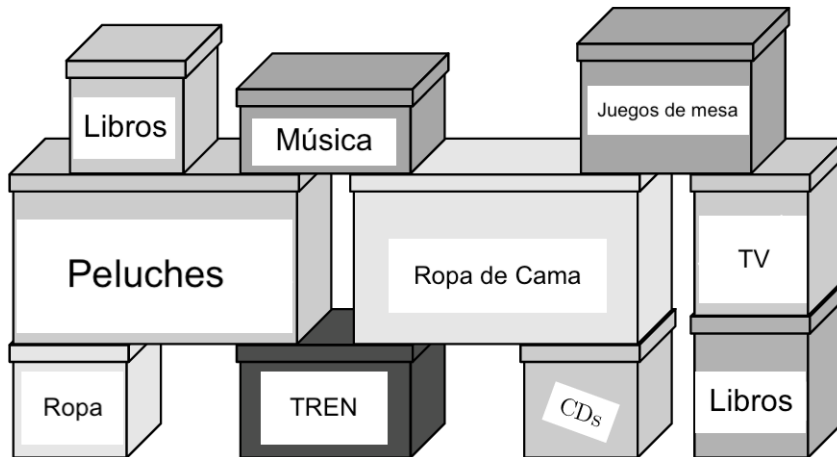 Libros
Música
Juegos de mesa
Peluches
Ropa de Cama
TV
Ropa
TREN
CDs
Libros